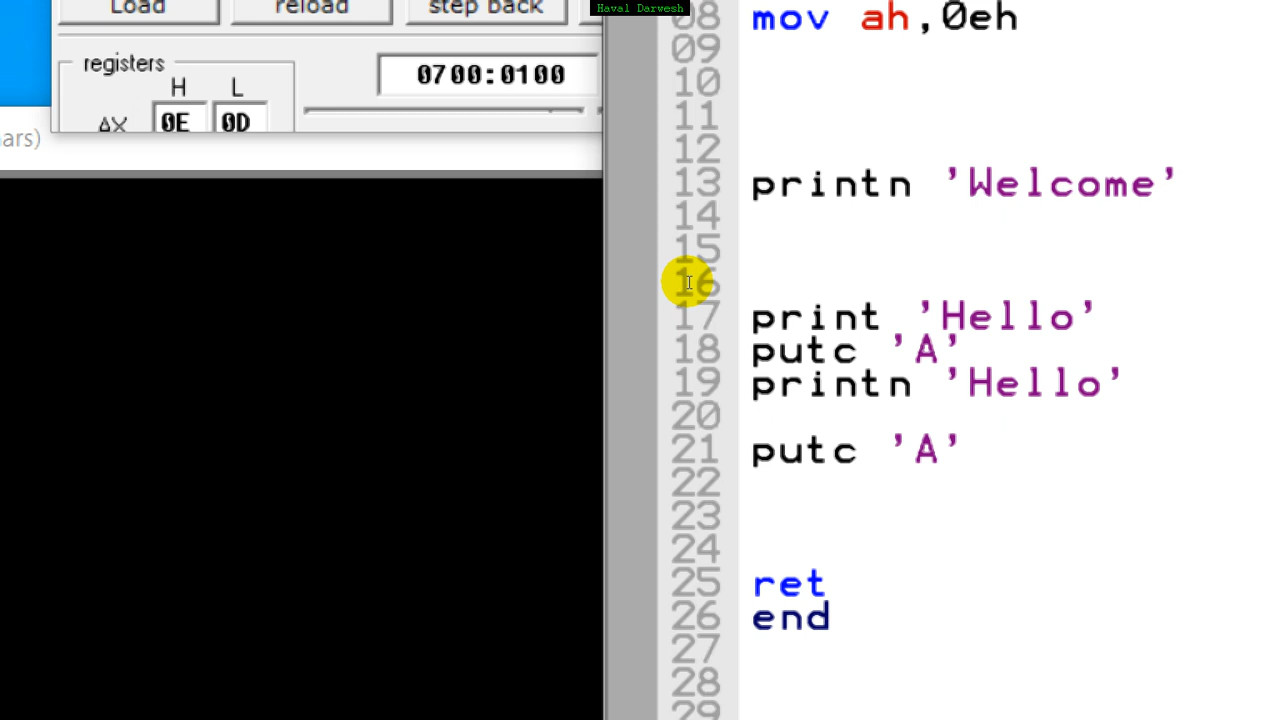 Load reload step back
Haval Darwesh
registers
H L
0700:0100
AX 0E 0D
ars)
08 mov ah,0eh
09
10
11
12
13 printn 'Welcome'
14
15
16
17 print 'Hello'
18 putc 'A'
19 printn 'Hello'
20
21 putc 'A'
22
23
24
25 ret
26 end
27
28
29